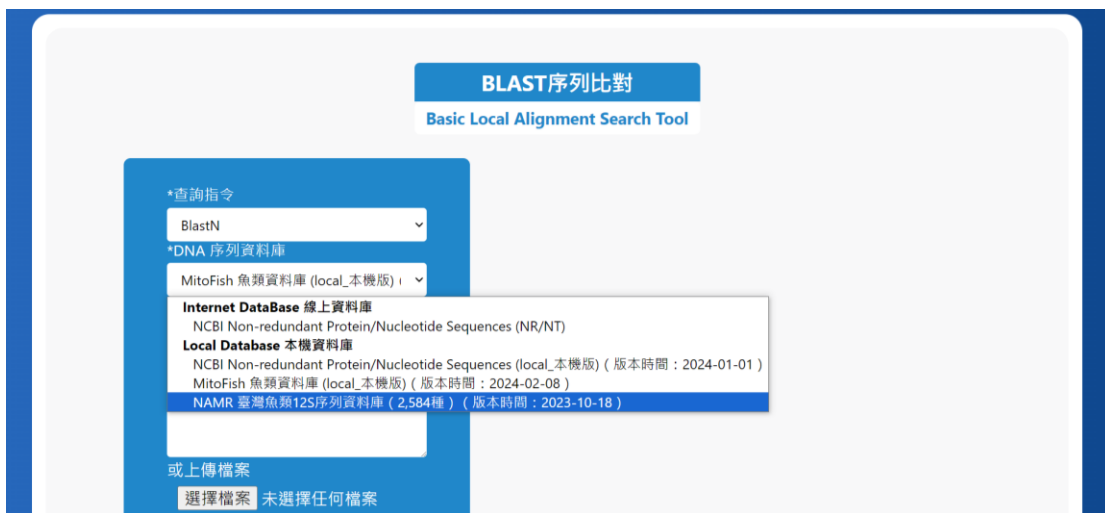 BLAST序列比對
Basic Local Alignment Search Tool
*查詢指令
BlastN
*DNA 序列資料庫
MitoFish 魚類資料庫 (local_本機版) (
Internet DataBase 線上資料庫
NCBI Non-redundant Protein/Nucleotide Sequences (NR/NT)
Local Database 本機資料庫
NCBI Non-redundant Protein/Nucleotide Sequences (local_本機版) ( 版本時間：2024-01-01 )
MitoFish 魚類資料庫 (local_本機版) ( 版本時間：2024-02-08 )
NAMR 臺灣魚類12S序列資料庫 ( 2,584種 ) ( 版本時間：2023-10-18 )
或上傳檔案
選擇檔案 未選擇任何檔案